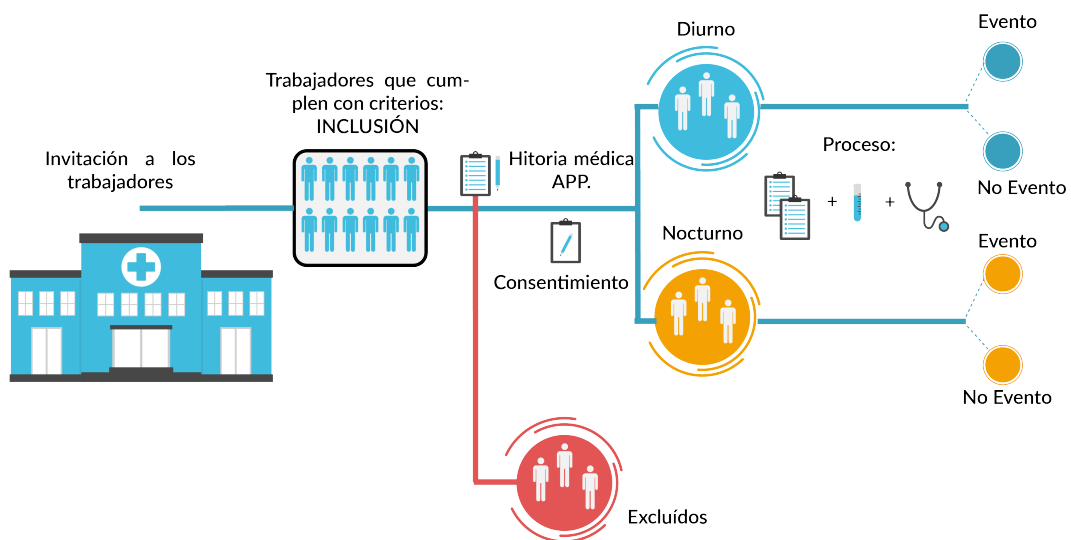 Invitación a los
trabajadores
Trabajadores que cum-
plen con criterios:
INCLUSIÓN
Hitoria médica
APP.
Consentimiento
Excluídos
Diurno
Nocturno
Proceso:
+
+
Evento
No Evento
Evento
No Evento